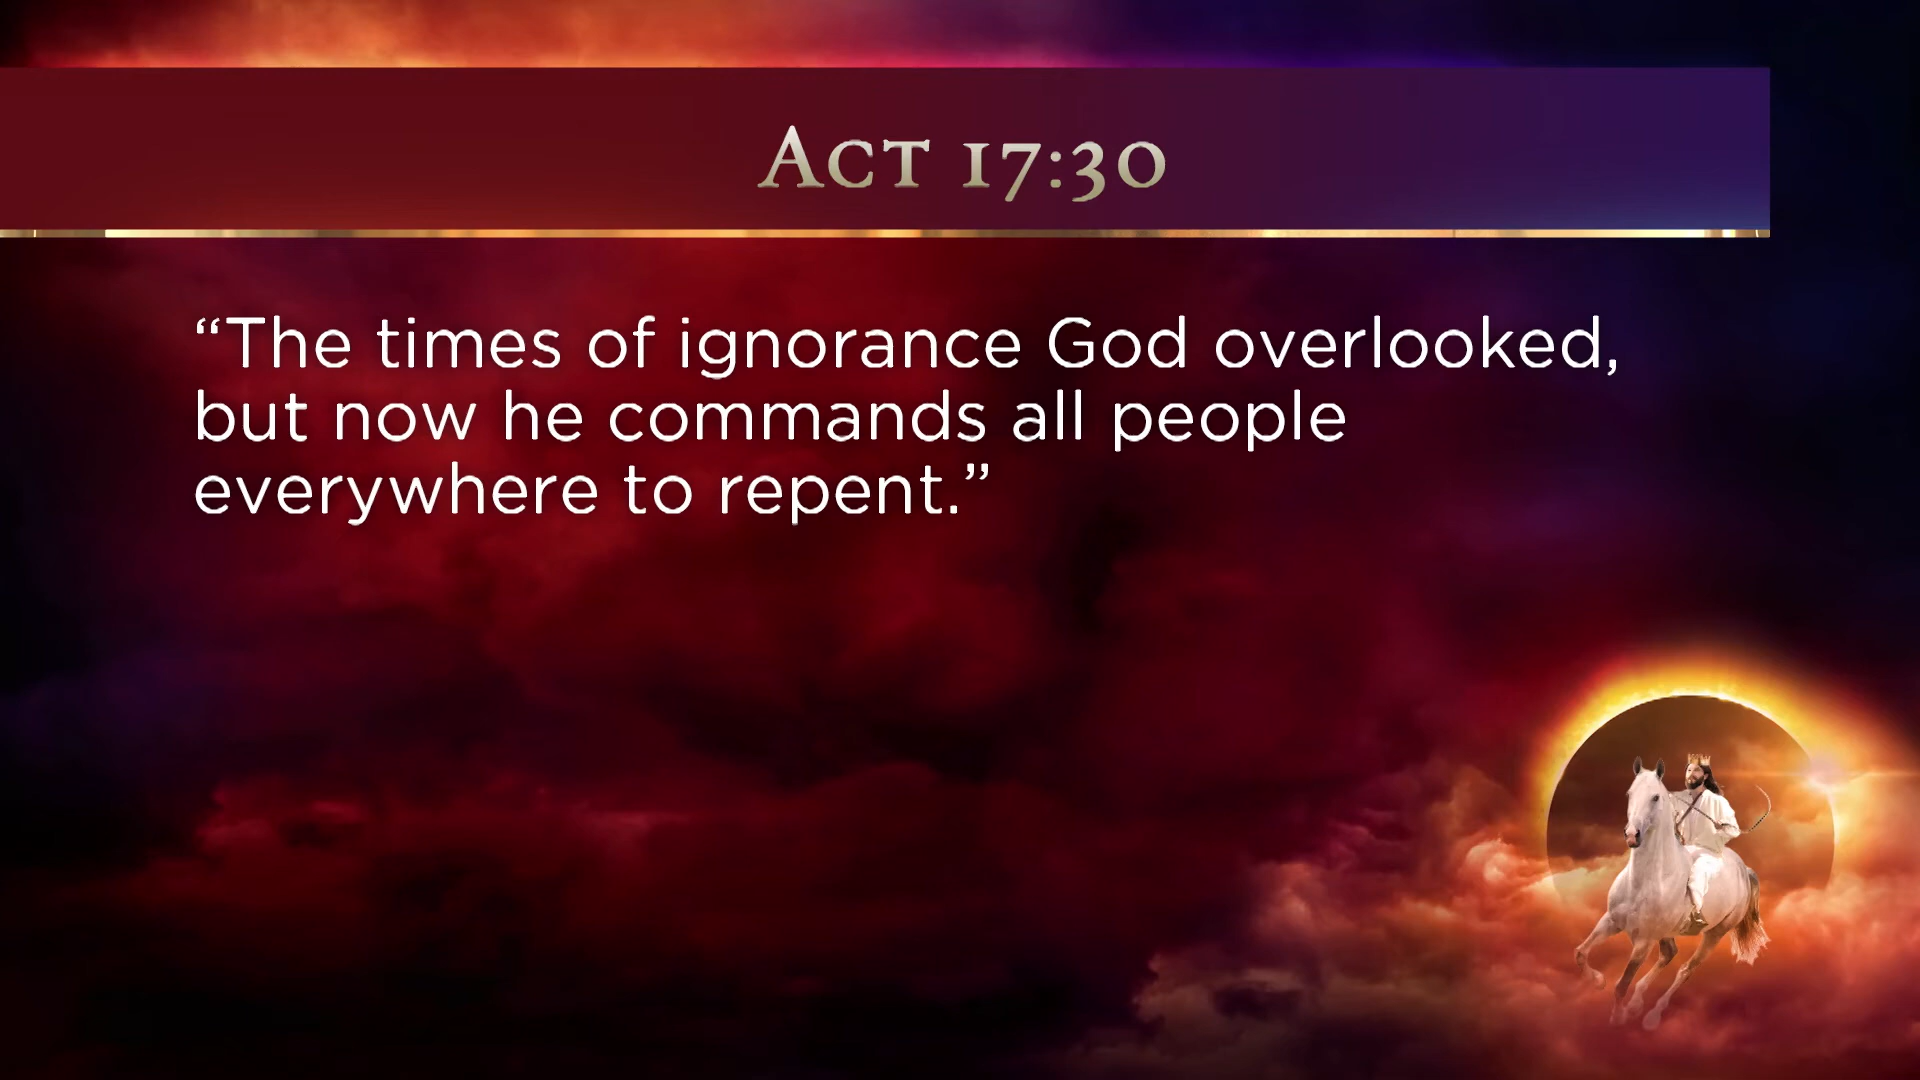 Act 17:30
“The times of ignorance God overlooked,
but now he commands all people
everywhere to repent.”